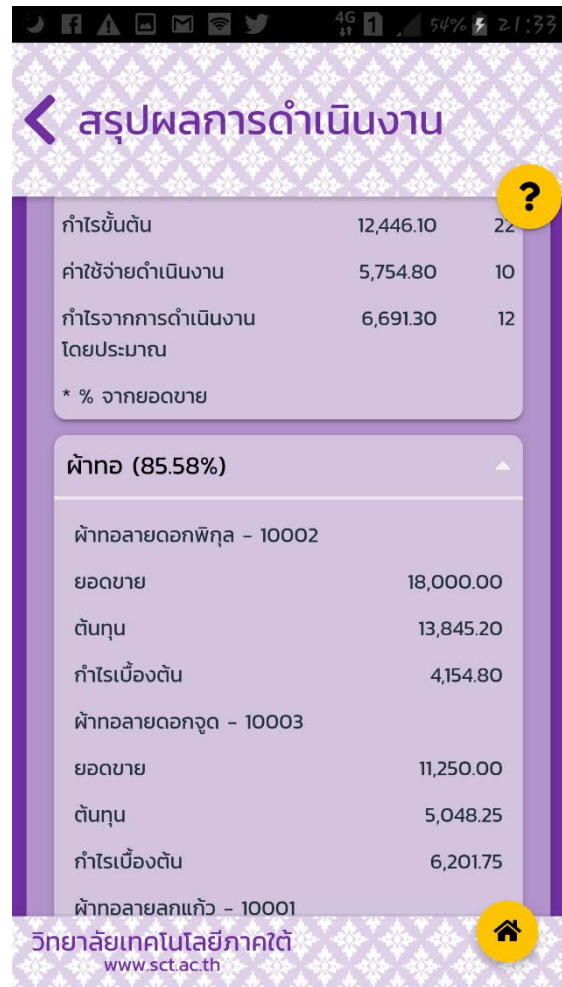 4G 1 54% 21:33
สรุปผลการดำเนินงาน
?
กำไรขั้นต้น 12,446.10 22
ค่าใช้จ่ายดำเนินงาน 5,754.80 10
กำไรจากการดำเนินงาน 6,691.30 12
โดยประมาณ
* % จากยอดขาย
ผ้าทอ (85.58%)
ผ้าทอลายดอกพิกุล - 10002
ยอดขาย 18,000.00
ต้นทุน 13,845.20
กำไรเบื้องต้น 4,154.80
ผ้าทอลายดอกจูด - 10003
ยอดขาย 11,250.00
ต้นทุน 5,048.25
กำไรเบื้องต้น 6,201.75
ผ้าทอลายลูกแก้ว - 10001
วิทยาลัยเทคโนโลยีภาคใต้
www.sct.ac.th